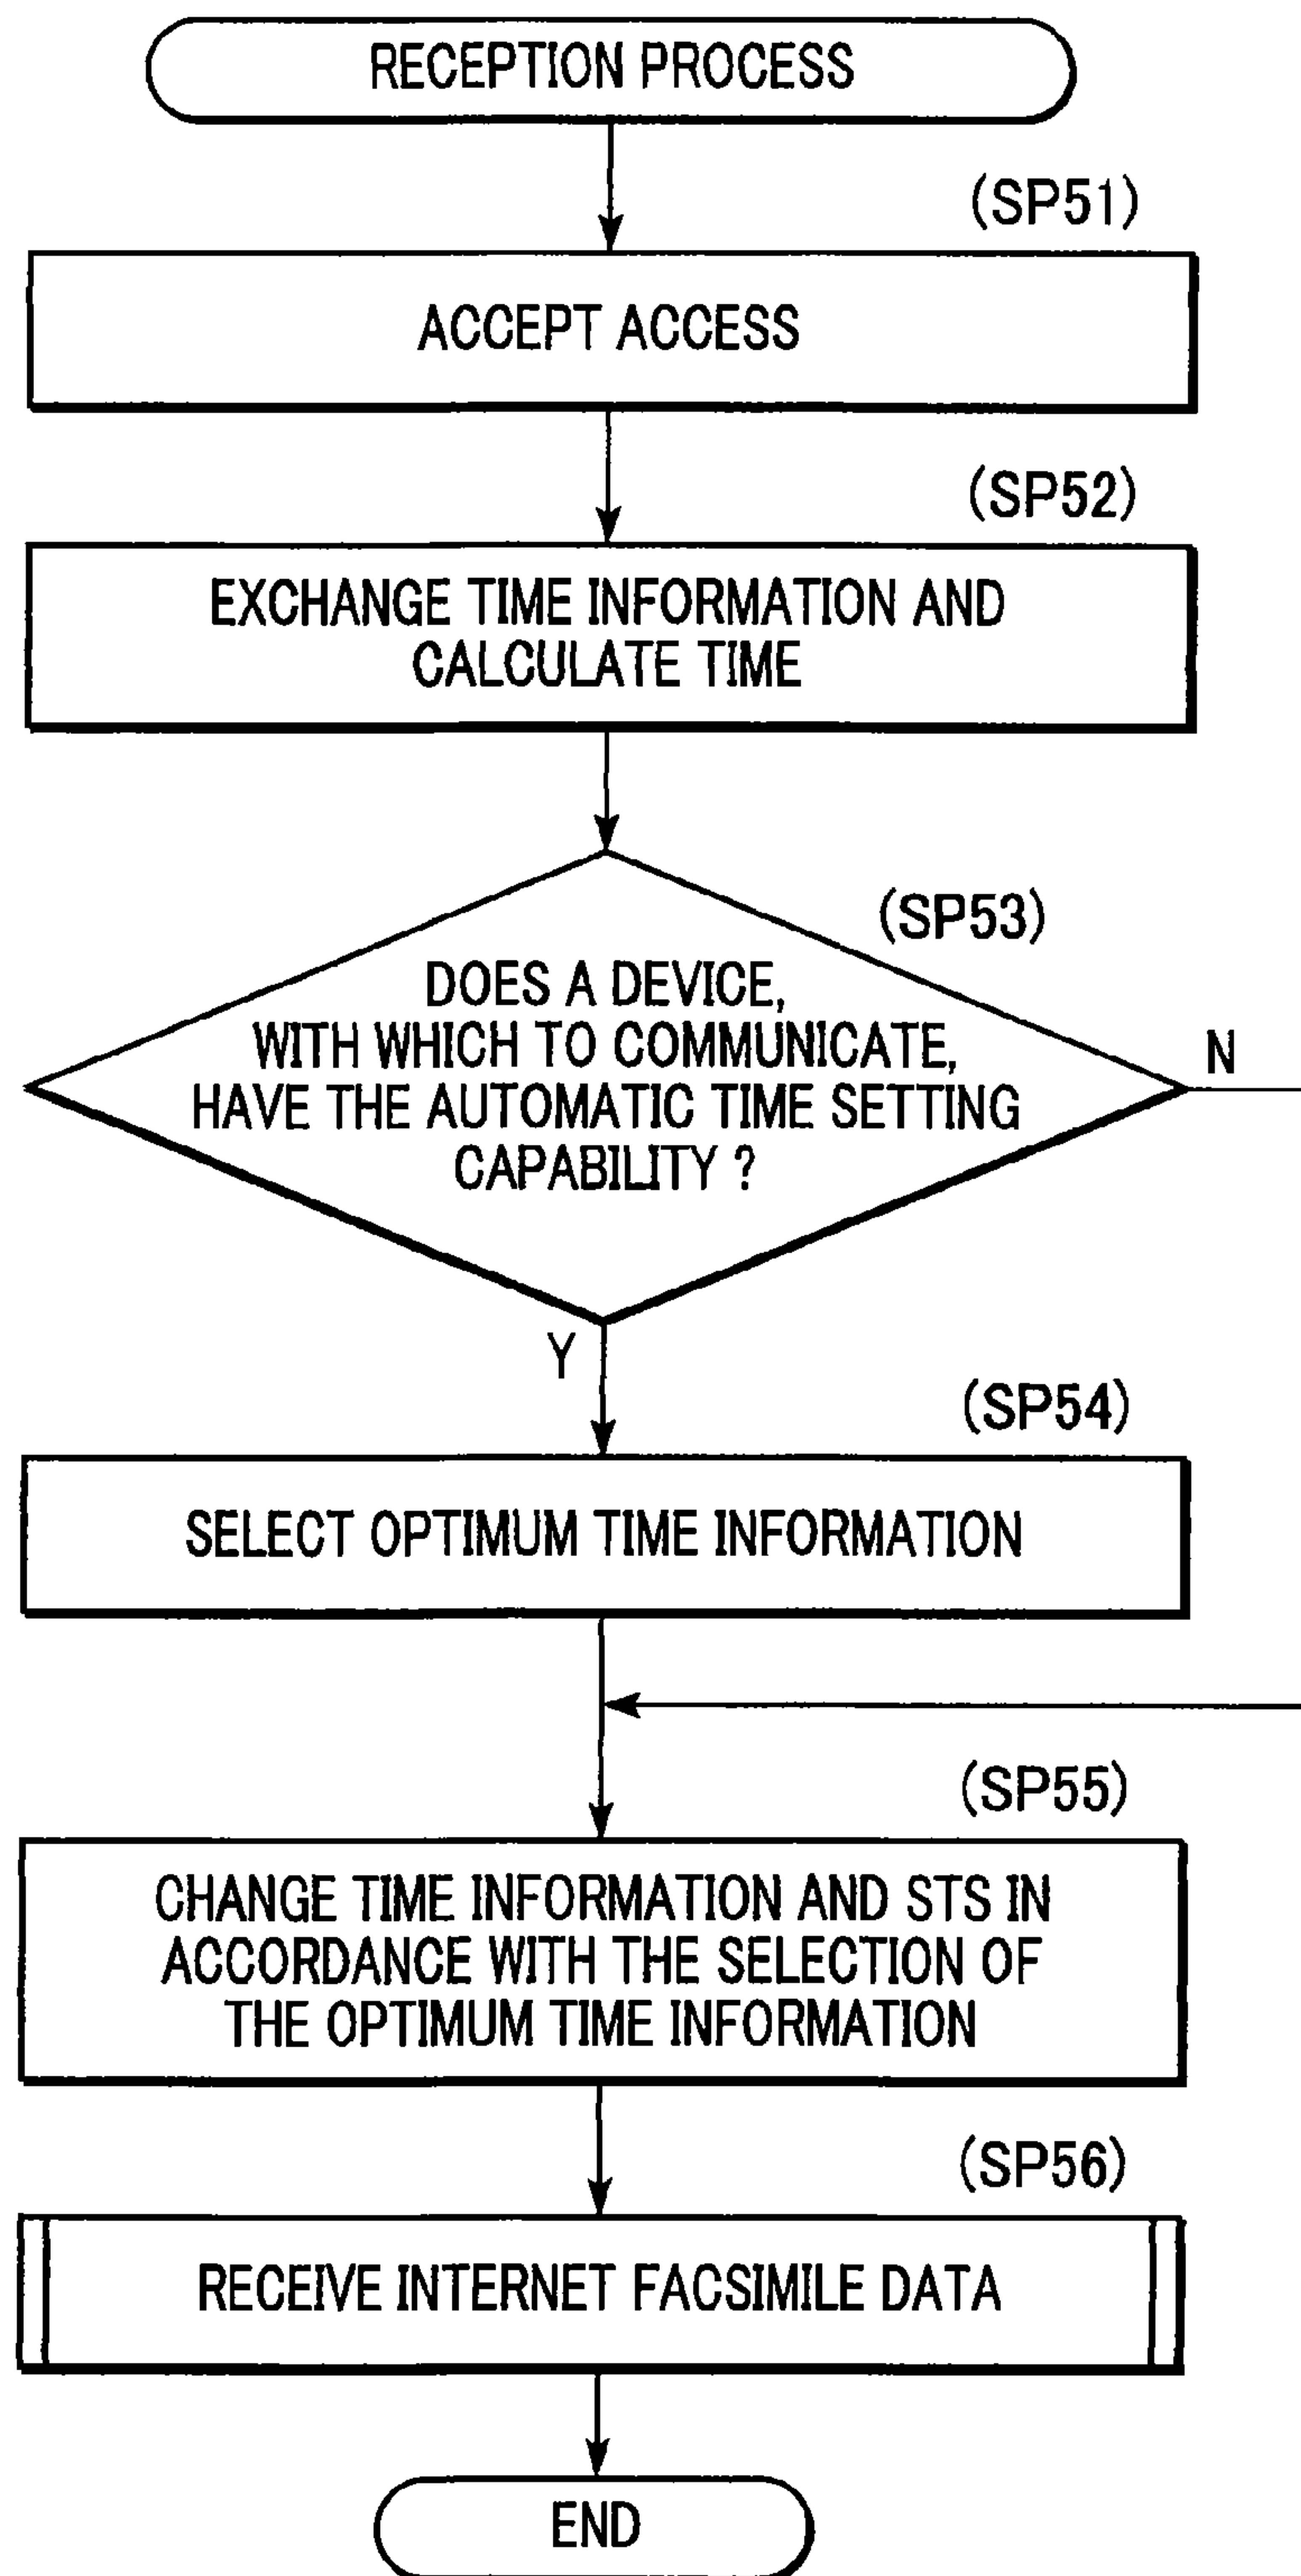 RECEPTION PROCESS
(SP51)
ACCEPT ACCESS
(SP52)
EXCHANGE TIME INFORMATION AND
CALCULATE TIME
(SP53)
DOES A DEVICE,
WITH WHICH TO COMMUNICATE,
HAVE THE AUTOMATIC TIME SETTING
CAPABILITY ?
N
Y
(SP54)
SELECT OPTIMUM TIME INFORMATION
(SP55)
CHANGE TIME INFORMATION AND STS IN
ACCORDANCE WITH THE SELECTION OF
THE OPTIMUM TIME INFORMATION
(SP56)
RECEIVE INTERNET FACSIMILE DATA
END